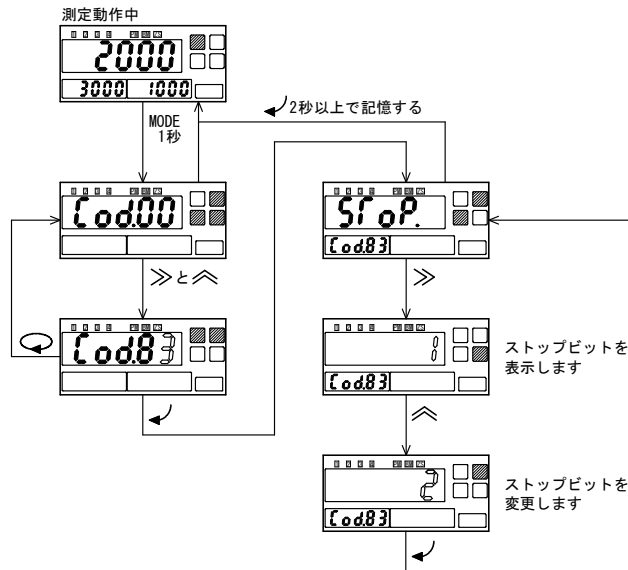 測定動作中
2000
3000 1000
MODE
1秒
2秒以上で記憶する
Cod.00
SToP.
Cod.83
≫と︽
≫
Cod.83
1
Cod.83
ストップビットを
表示します
︽
2
Cod.83
ストップビットを
変更します